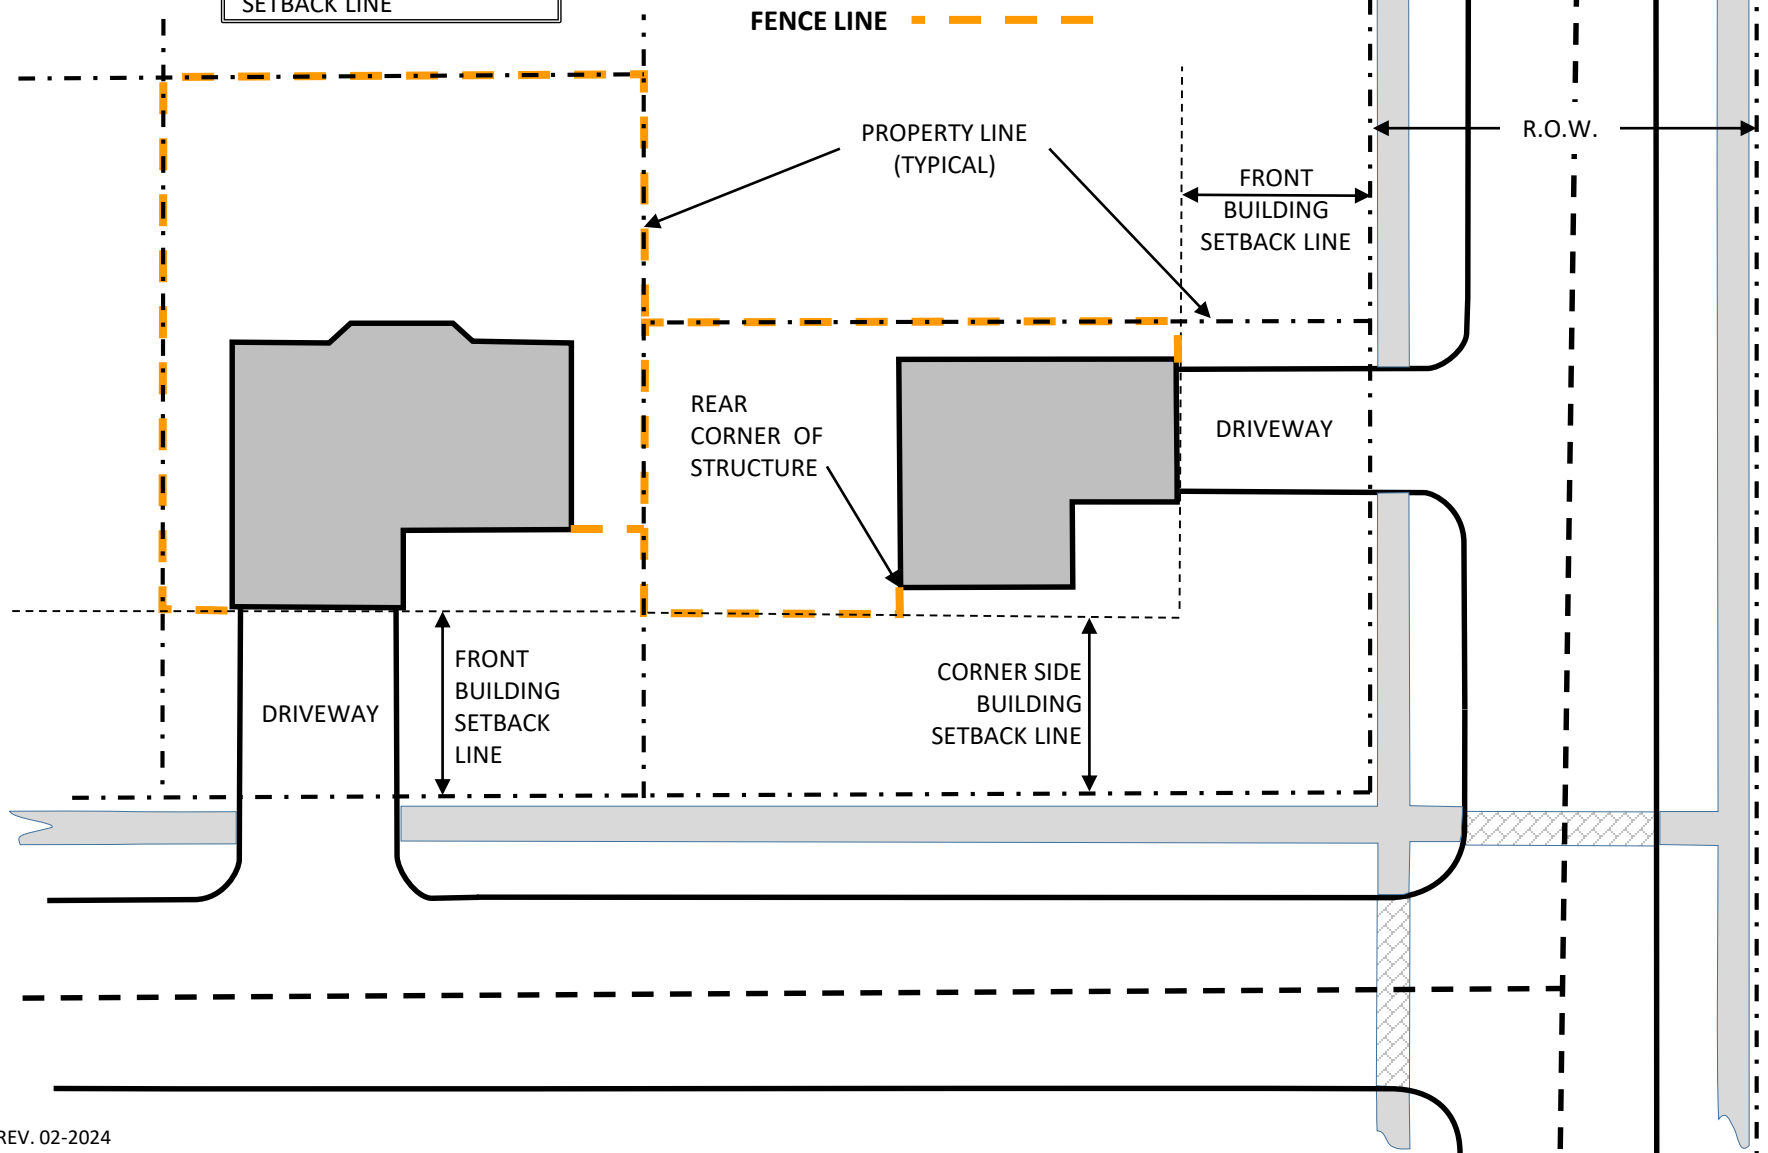 SETBACK LINE
FENCE LINE
PROPERTY LINE
(TYPICAL)
R.O.W.
FRONT
BUILDING
SETBACK LINE
REAR
CORNER OF
STRUCTURE
DRIVEWAY
FRONT
BUILDING
SETBACK
LINE
DRIVEWAY
CORNER SIDE
BUILDING
SETBACK LINE
REV. 02-2024